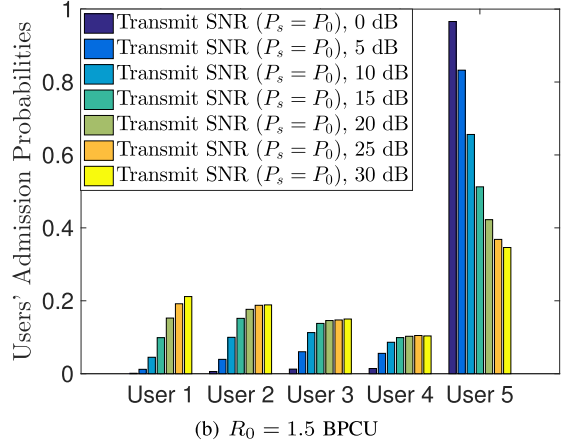 Users' Admission Probabilities
1
0.8
0.6
0.4
0.2
0
Transmit SNR (P_s = P_0), 0 dB
Transmit SNR (P_s = P_0), 5 dB
Transmit SNR (P_s = P_0), 10 dB
Transmit SNR (P_s = P_0), 15 dB
Transmit SNR (P_s = P_0), 20 dB
Transmit SNR (P_s = P_0), 25 dB
Transmit SNR (P_s = P_0), 30 dB
User 1 User 2 User 3 User 4 User 5
(b) R_0 = 1.5 BPCU